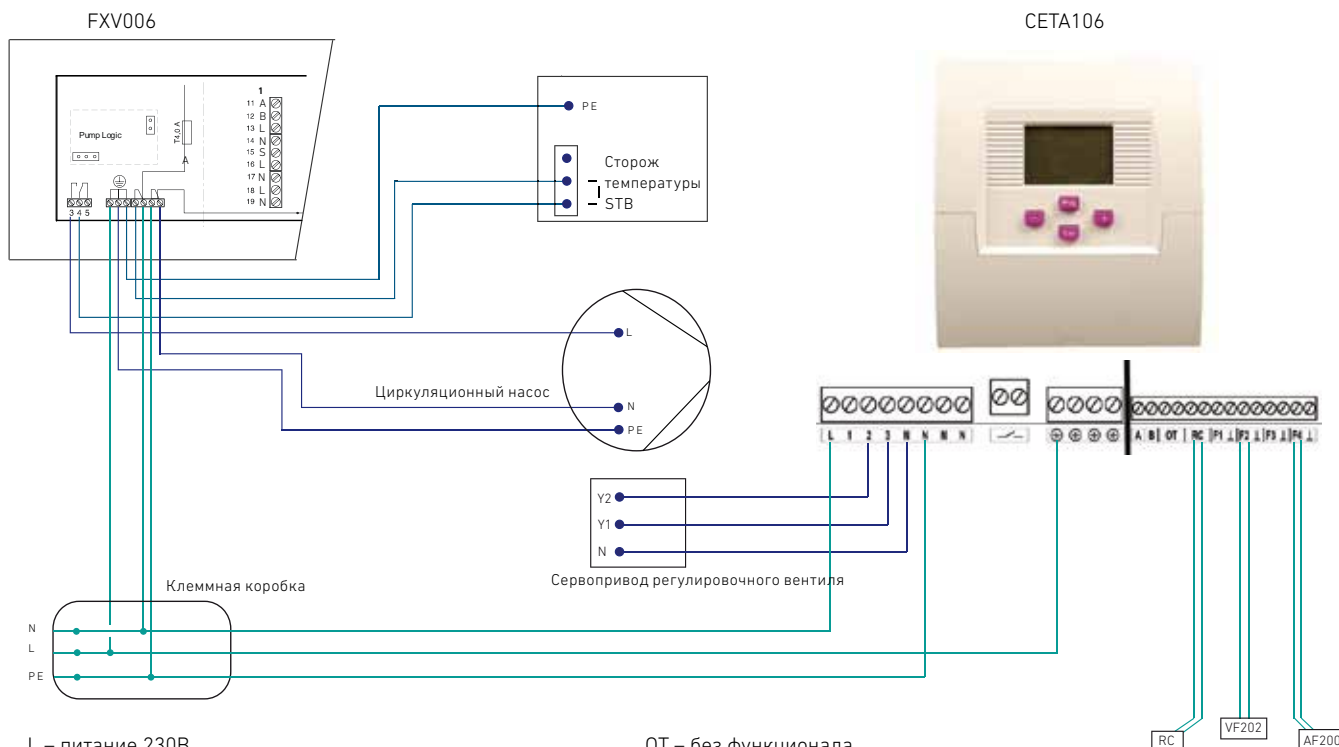 FXV006
CETA106
Pump Logic
T4,0 A
A
1
11 A
12 B
13 L
14 N
15 S
16 L
17 N
18 L
19 N
3 4 5
PE
Сторож
температуры
STB
L
Циркуляционный насос
N
PE
L 1 2 3 N N N N
A B OT RC F1 ⊥ F2 ⊥ F3 ⊥ F4 ⊥
Y2
Y1
N
Сервопривод регулировочного вентиля
Клеммная коробка
N
L
PE
VF202
RC
AF200
L – питание 230В
OT – без функционала